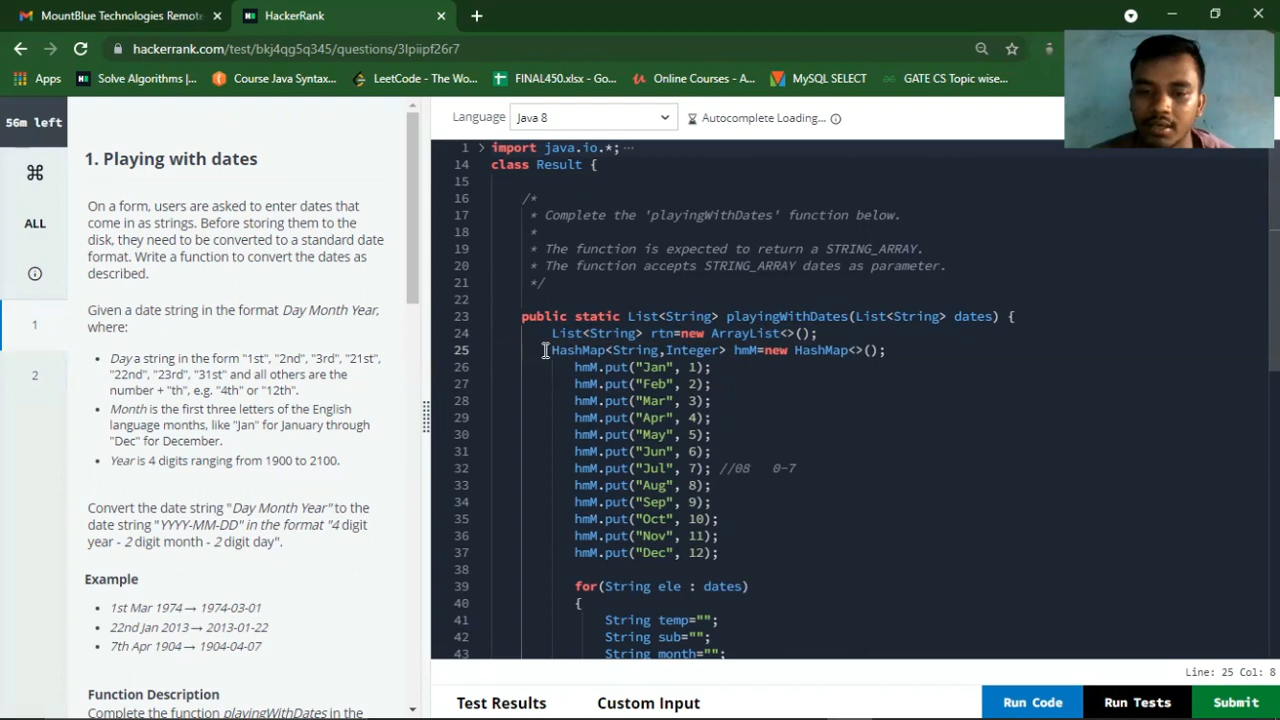 MountBlue Technologies Remote
HackerRank
hackerrank.com/test/bkj4qg5q345/questions/3lpiipf26r7
Apps
Solve Algorithms |...
Course Java Syntax...
LeetCode - The Wo...
FINAL450.xlsx - Go...
Online Courses - A...
MySQL SELECT
GATE CS Topic wise...
56m left
ALL
1
2
1. Playing with dates
On a form, users are asked to enter dates that
come in as strings. Before storing them to the
disk, they need to be converted to a standard date
format. Write a function to convert the dates as
described.
Given a date string in the format Day Month Year,
where:
• Day a string in the form "1st", "2nd", "3rd", "21st",
"22nd", "23rd", "31st" and all others are the
number + "th", e.g. "4th" or "12th".
• Month is the first three letters of the English
language months, like "Jan" for January through
"Dec" for December.
• Year is 4 digits ranging from 1900 to 2100.
Convert the date string "Day Month Year" to the
date string "YYYY-MM-DD" in the format "4 digit
year - 2 digit month - 2 digit day".
Example
• 1st Mar 1974 → 1974-03-01
• 22nd Jan 2013 → 2013-01-22
• 7th Apr 1904 → 1904-04-07
Function Description
Complete the function playingWithDates in the
Language Java 8 Autocomplete Loading...
1 import java.io.*; ...
14 class Result {
15
16 /*
17 * Complete the 'playingWithDates' function below.
18 *
19 * The function is expected to return a STRING_ARRAY.
20 * The function accepts STRING_ARRAY dates as parameter.
21 */
22
23 public static List<String> playingWithDates(List<String> dates) {
24 List<String> rtn=new ArrayList<>();
25 HashMap<String,Integer> hmM=new HashMap<>();
26 hmM.put("Jan", 1);
27 hmM.put("Feb", 2);
28 hmM.put("Mar", 3);
29 hmM.put("Apr", 4);
30 hmM.put("May", 5);
31 hmM.put("Jun", 6);
32 hmM.put("Jul", 7); //08 0-7
33 hmM.put("Aug", 8);
34 hmM.put("Sep", 9);
35 hmM.put("Oct", 10);
36 hmM.put("Nov", 11);
37 hmM.put("Dec", 12);
38
39 for(String ele : dates)
40 {
41 String temp="";
42 String sub="";
43 String month="";
Line: 25 Col: 8
Test Results
Custom Input
Run Code
Run Tests
Submit